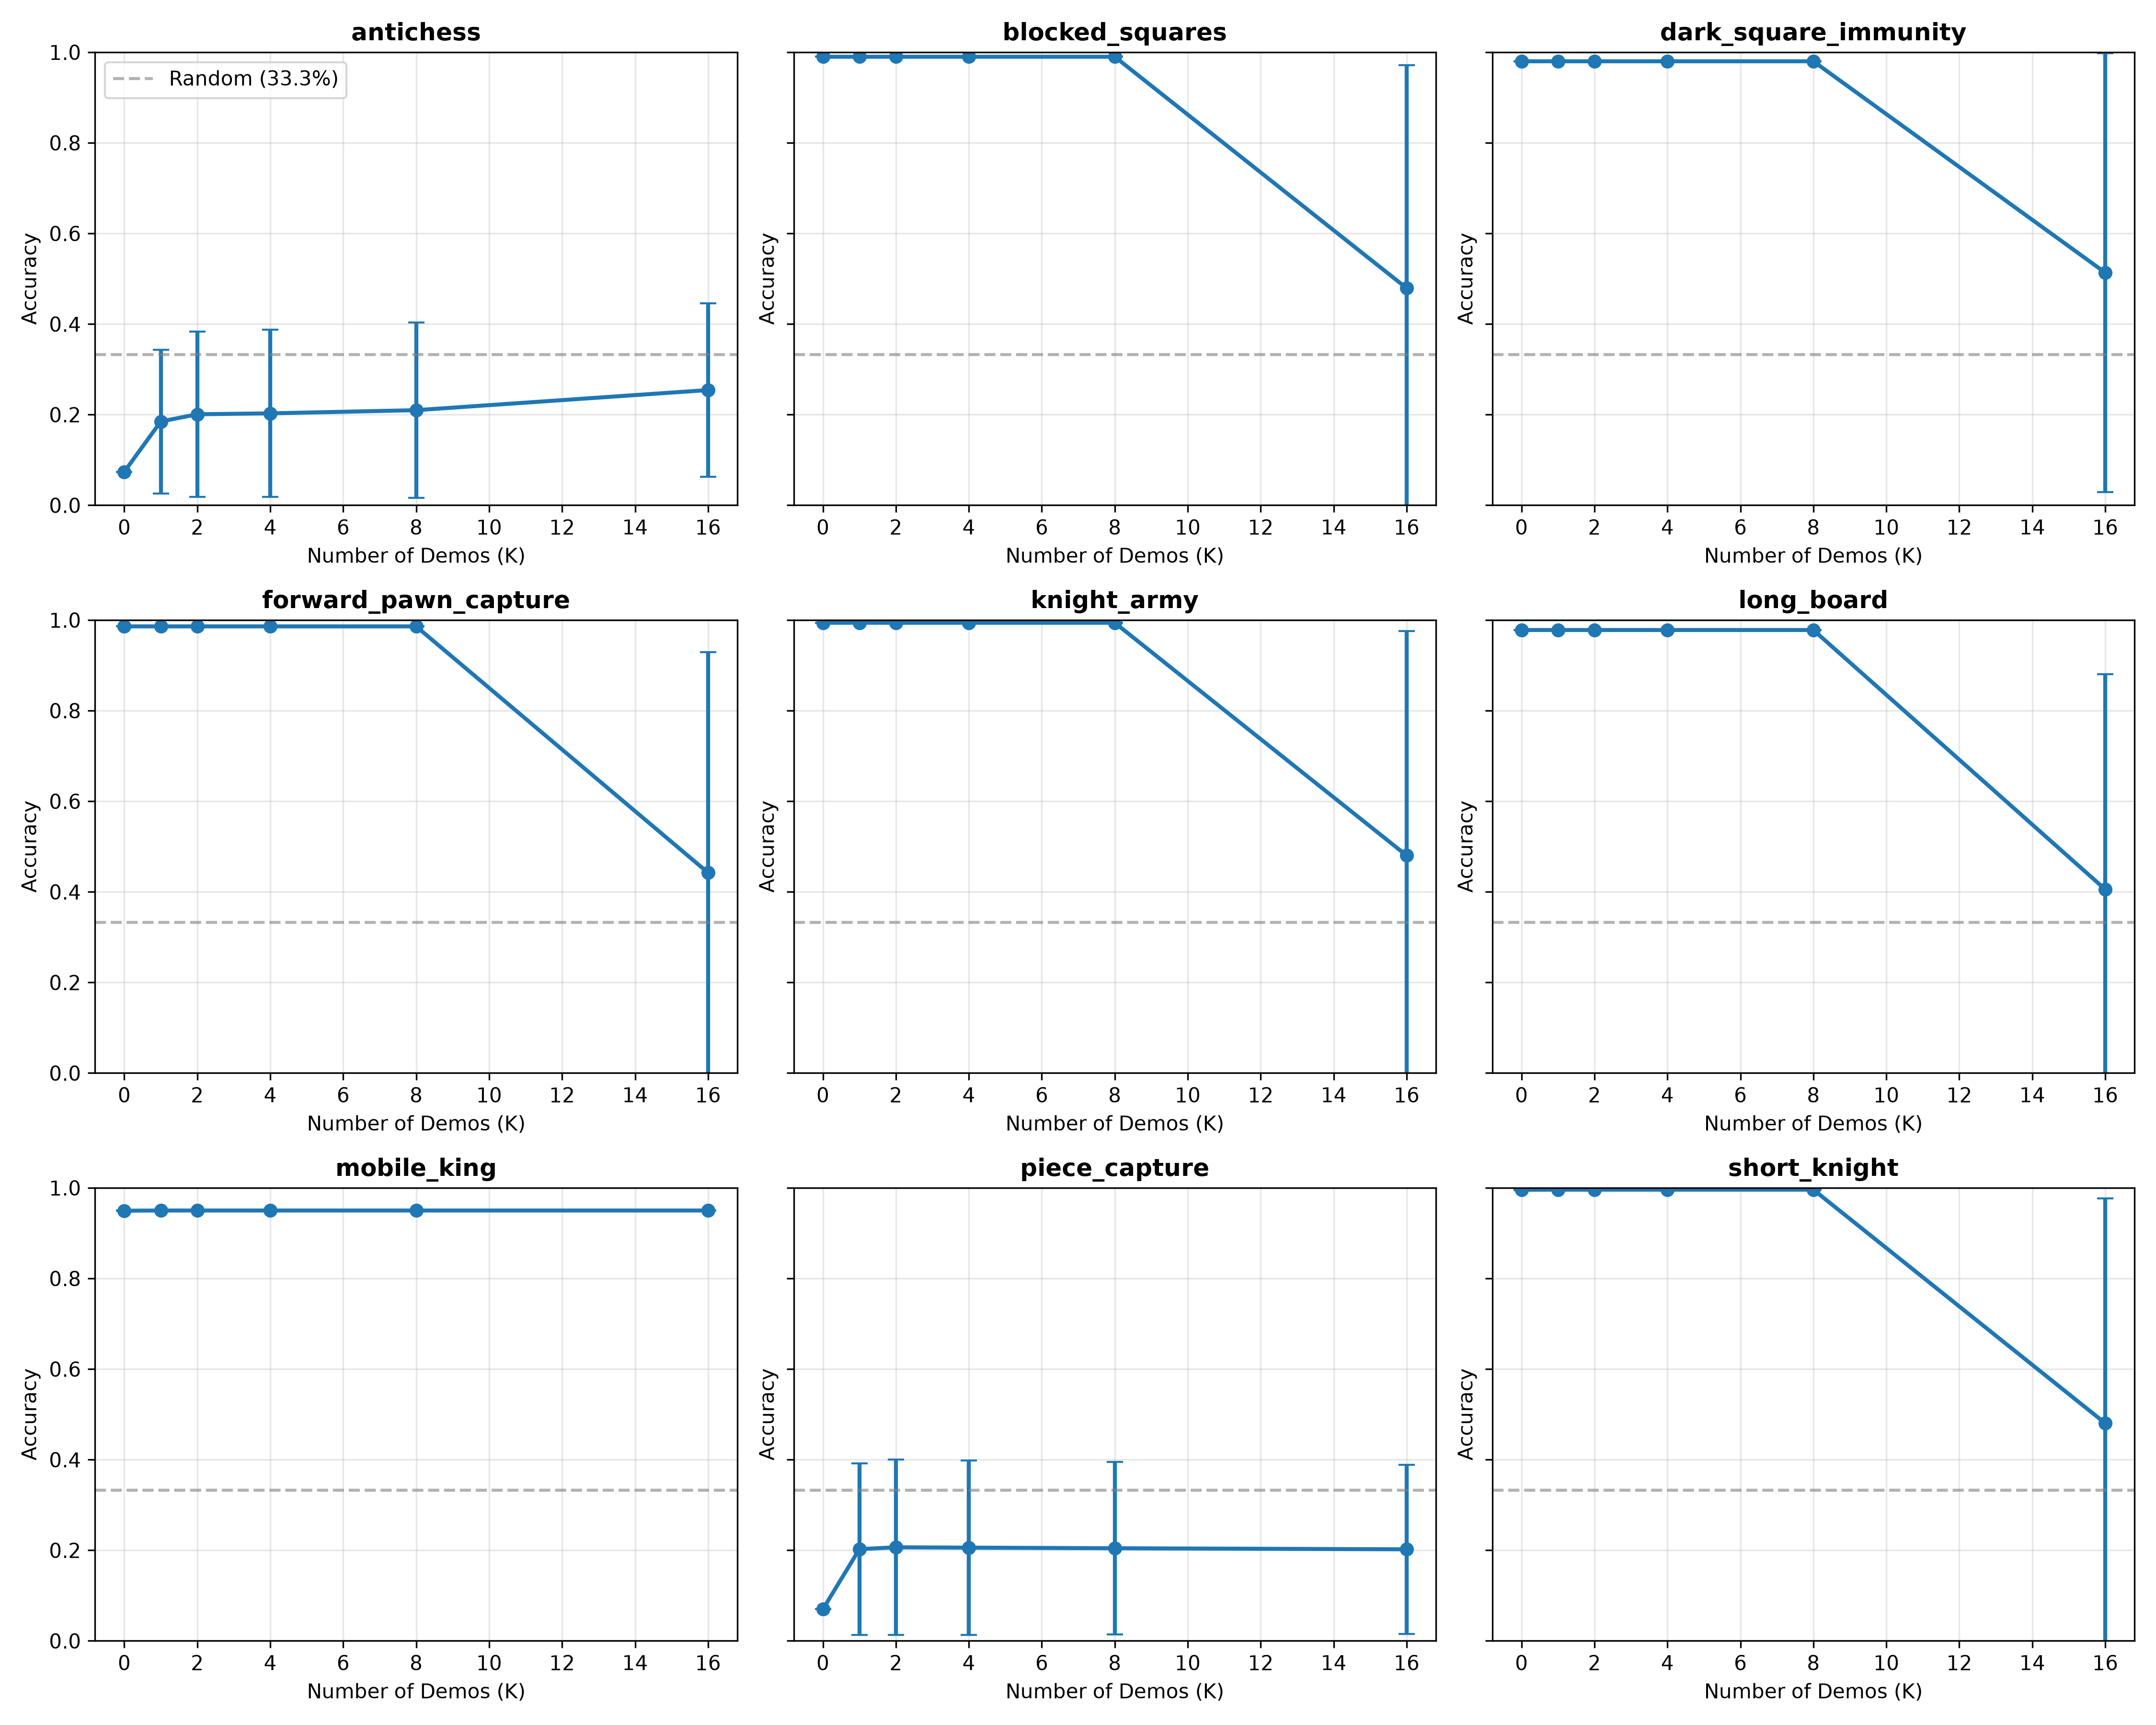 antichess
1.0
0.8
0.6
0.4
0.2
0.0
Accuracy
Random (33.3%)
0 2 4 6 8 10 12 14 16
Number of Demos (K)
blocked_squares
Accuracy
0 2 4 6 8 10 12 14 16
Number of Demos (K)
dark_square_immunity
Accuracy
0 2 4 6 8 10 12 14 16
Number of Demos (K)
forward_pawn_capture
1.0
0.8
0.6
0.4
0.2
0.0
Accuracy
0 2 4 6 8 10 12 14 16
Number of Demos (K)
knight_army
Accuracy
0 2 4 6 8 10 12 14 16
Number of Demos (K)
long_board
Accuracy
0 2 4 6 8 10 12 14 16
Number of Demos (K)
mobile_king
1.0
0.8
0.6
0.4
0.2
0.0
Accuracy
0 2 4 6 8 10 12 14 16
Number of Demos (K)
piece_capture
Accuracy
0 2 4 6 8 10 12 14 16
Number of Demos (K)
short_knight
Accuracy
0 2 4 6 8 10 12 14 16
Number of Demos (K)